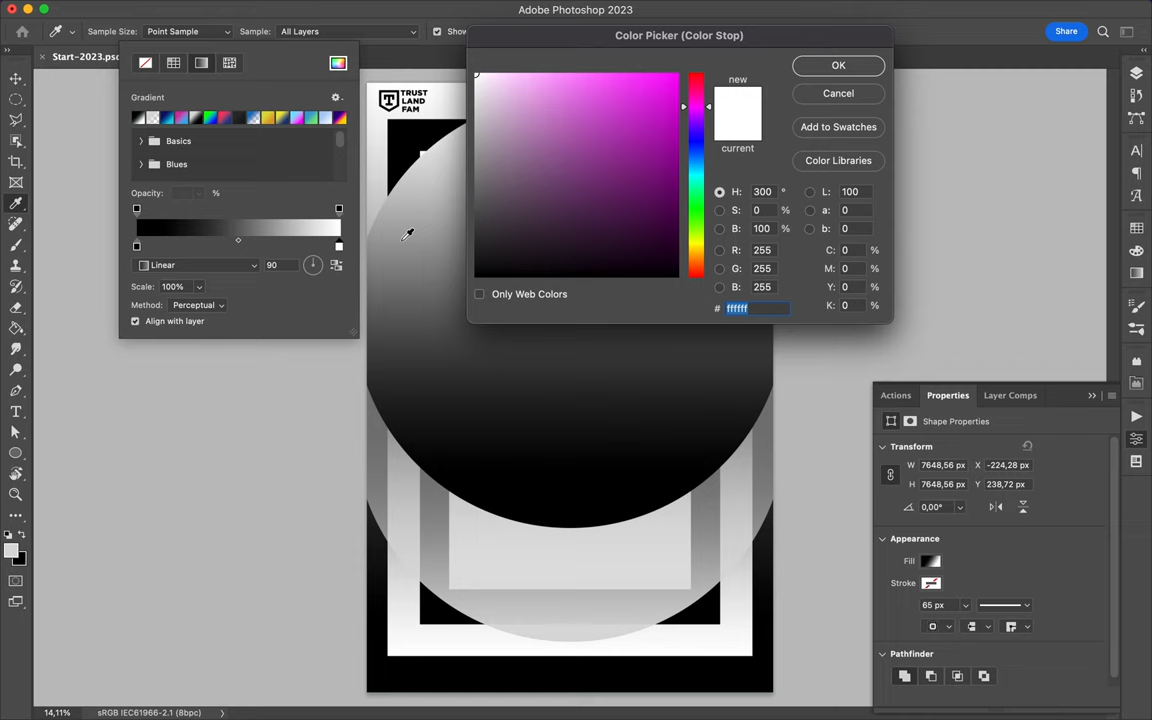 Adobe Photoshop 2023
Sample Size: Point Sample Sample: All Layers Show
Share
Start-2023.psd
Color Picker (Color Stop)
OK
new
Cancel
Gradient
TRUST
LAND
FAM
Add to Swatches
Basics
current
Blues
Color Libraries
Opacity: %
H: 300 ° L: 100
S: 0 % a: 0
B: 100 % b: 0
R: 255 C: 0 %
Linear 90
G: 255 M: 0 %
Scale: 100%
B: 255 Y: 0 %
Only Web Colors
Method: Perceptual
# ffffff K: 0 %
Align with layer
Actions Properties Layer Comps
Shape Properties
Transform
W 7648,56 px X -224,28 px
H 7648,56 px Y 238,72 px
0,00°
Appearance
Fill
Stroke
65 px
Pathfinder
14,11% sRGB IEC61966-2.1 (8bpc)